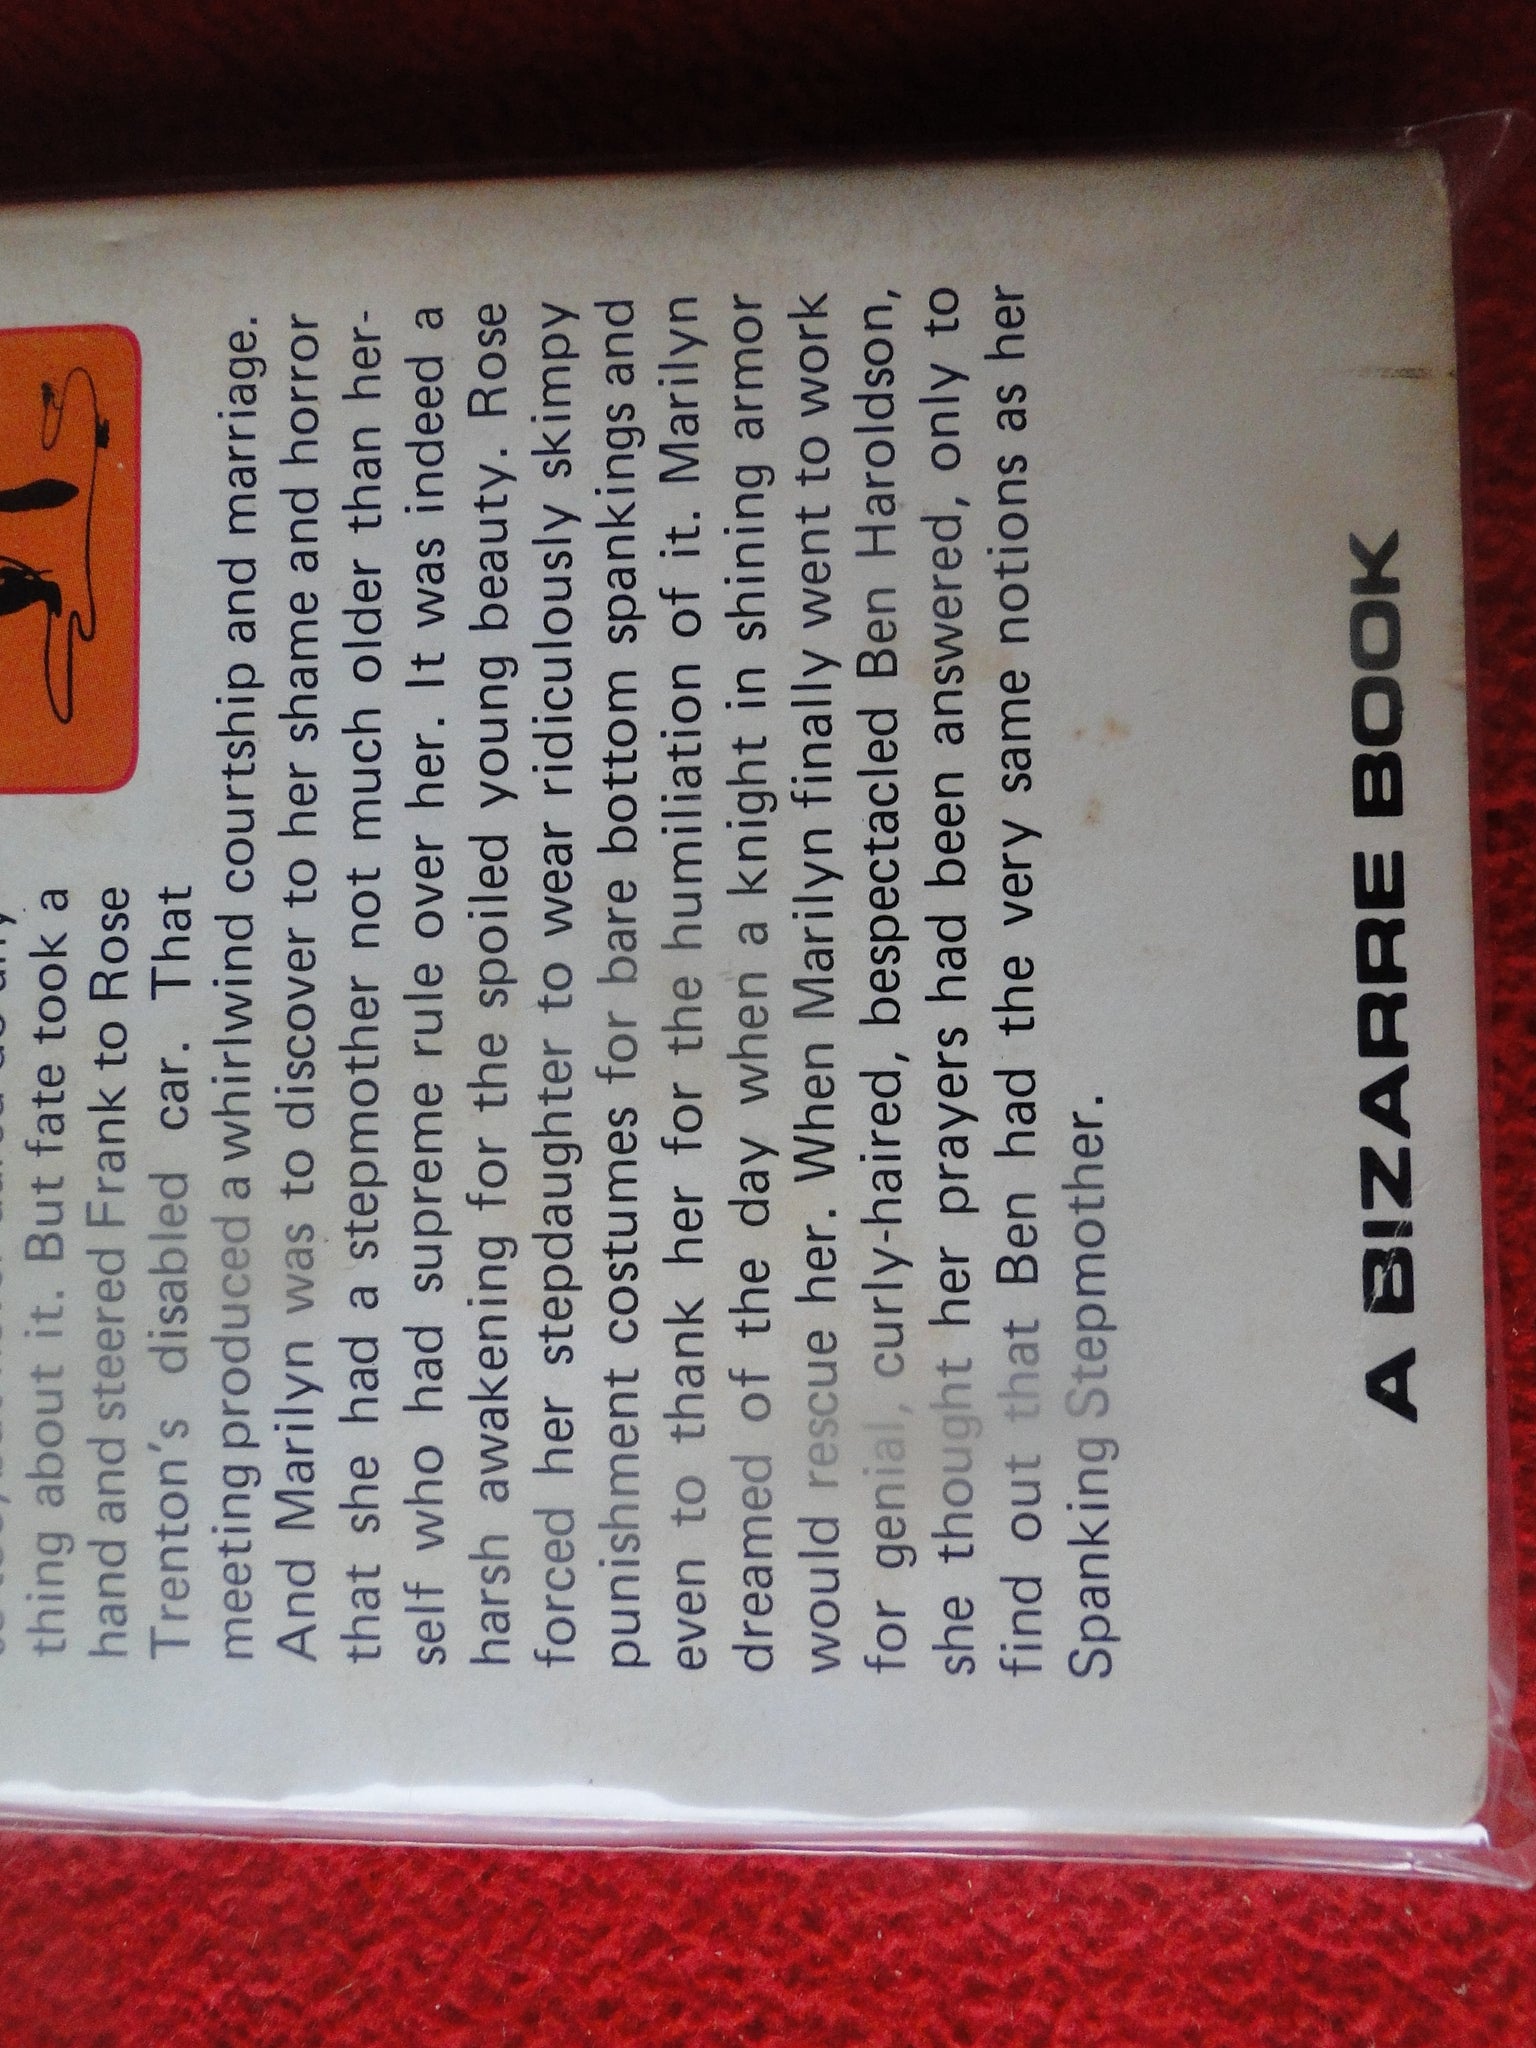 thing about it. But fate took a
hand and steered Frank to Rose
Trenton's disabled car. That
meeting produced a whirlwind courtship and marriage.
And Marilyn was to discover to her shame and horror
that she had a stepmother not much older than her-
self who had supreme rule over her. It was indeed a
harsh awakening for the spoiled young beauty. Rose
forced her stepdaughter to wear ridiculously skimpy
punishment costumes for bare bottom spankings and
even to thank her for the humiliation of it. Marilyn
dreamed of the day when a knight in shining armor
would rescue her. When Marilyn finally went to work
for genial, curly-haired, bespectacled Ben Haroldson,
she thought her prayers had been answered, only to
find out that Ben had the very same notions as her
Spanking Stepmother.
A BIZARRE BOOK